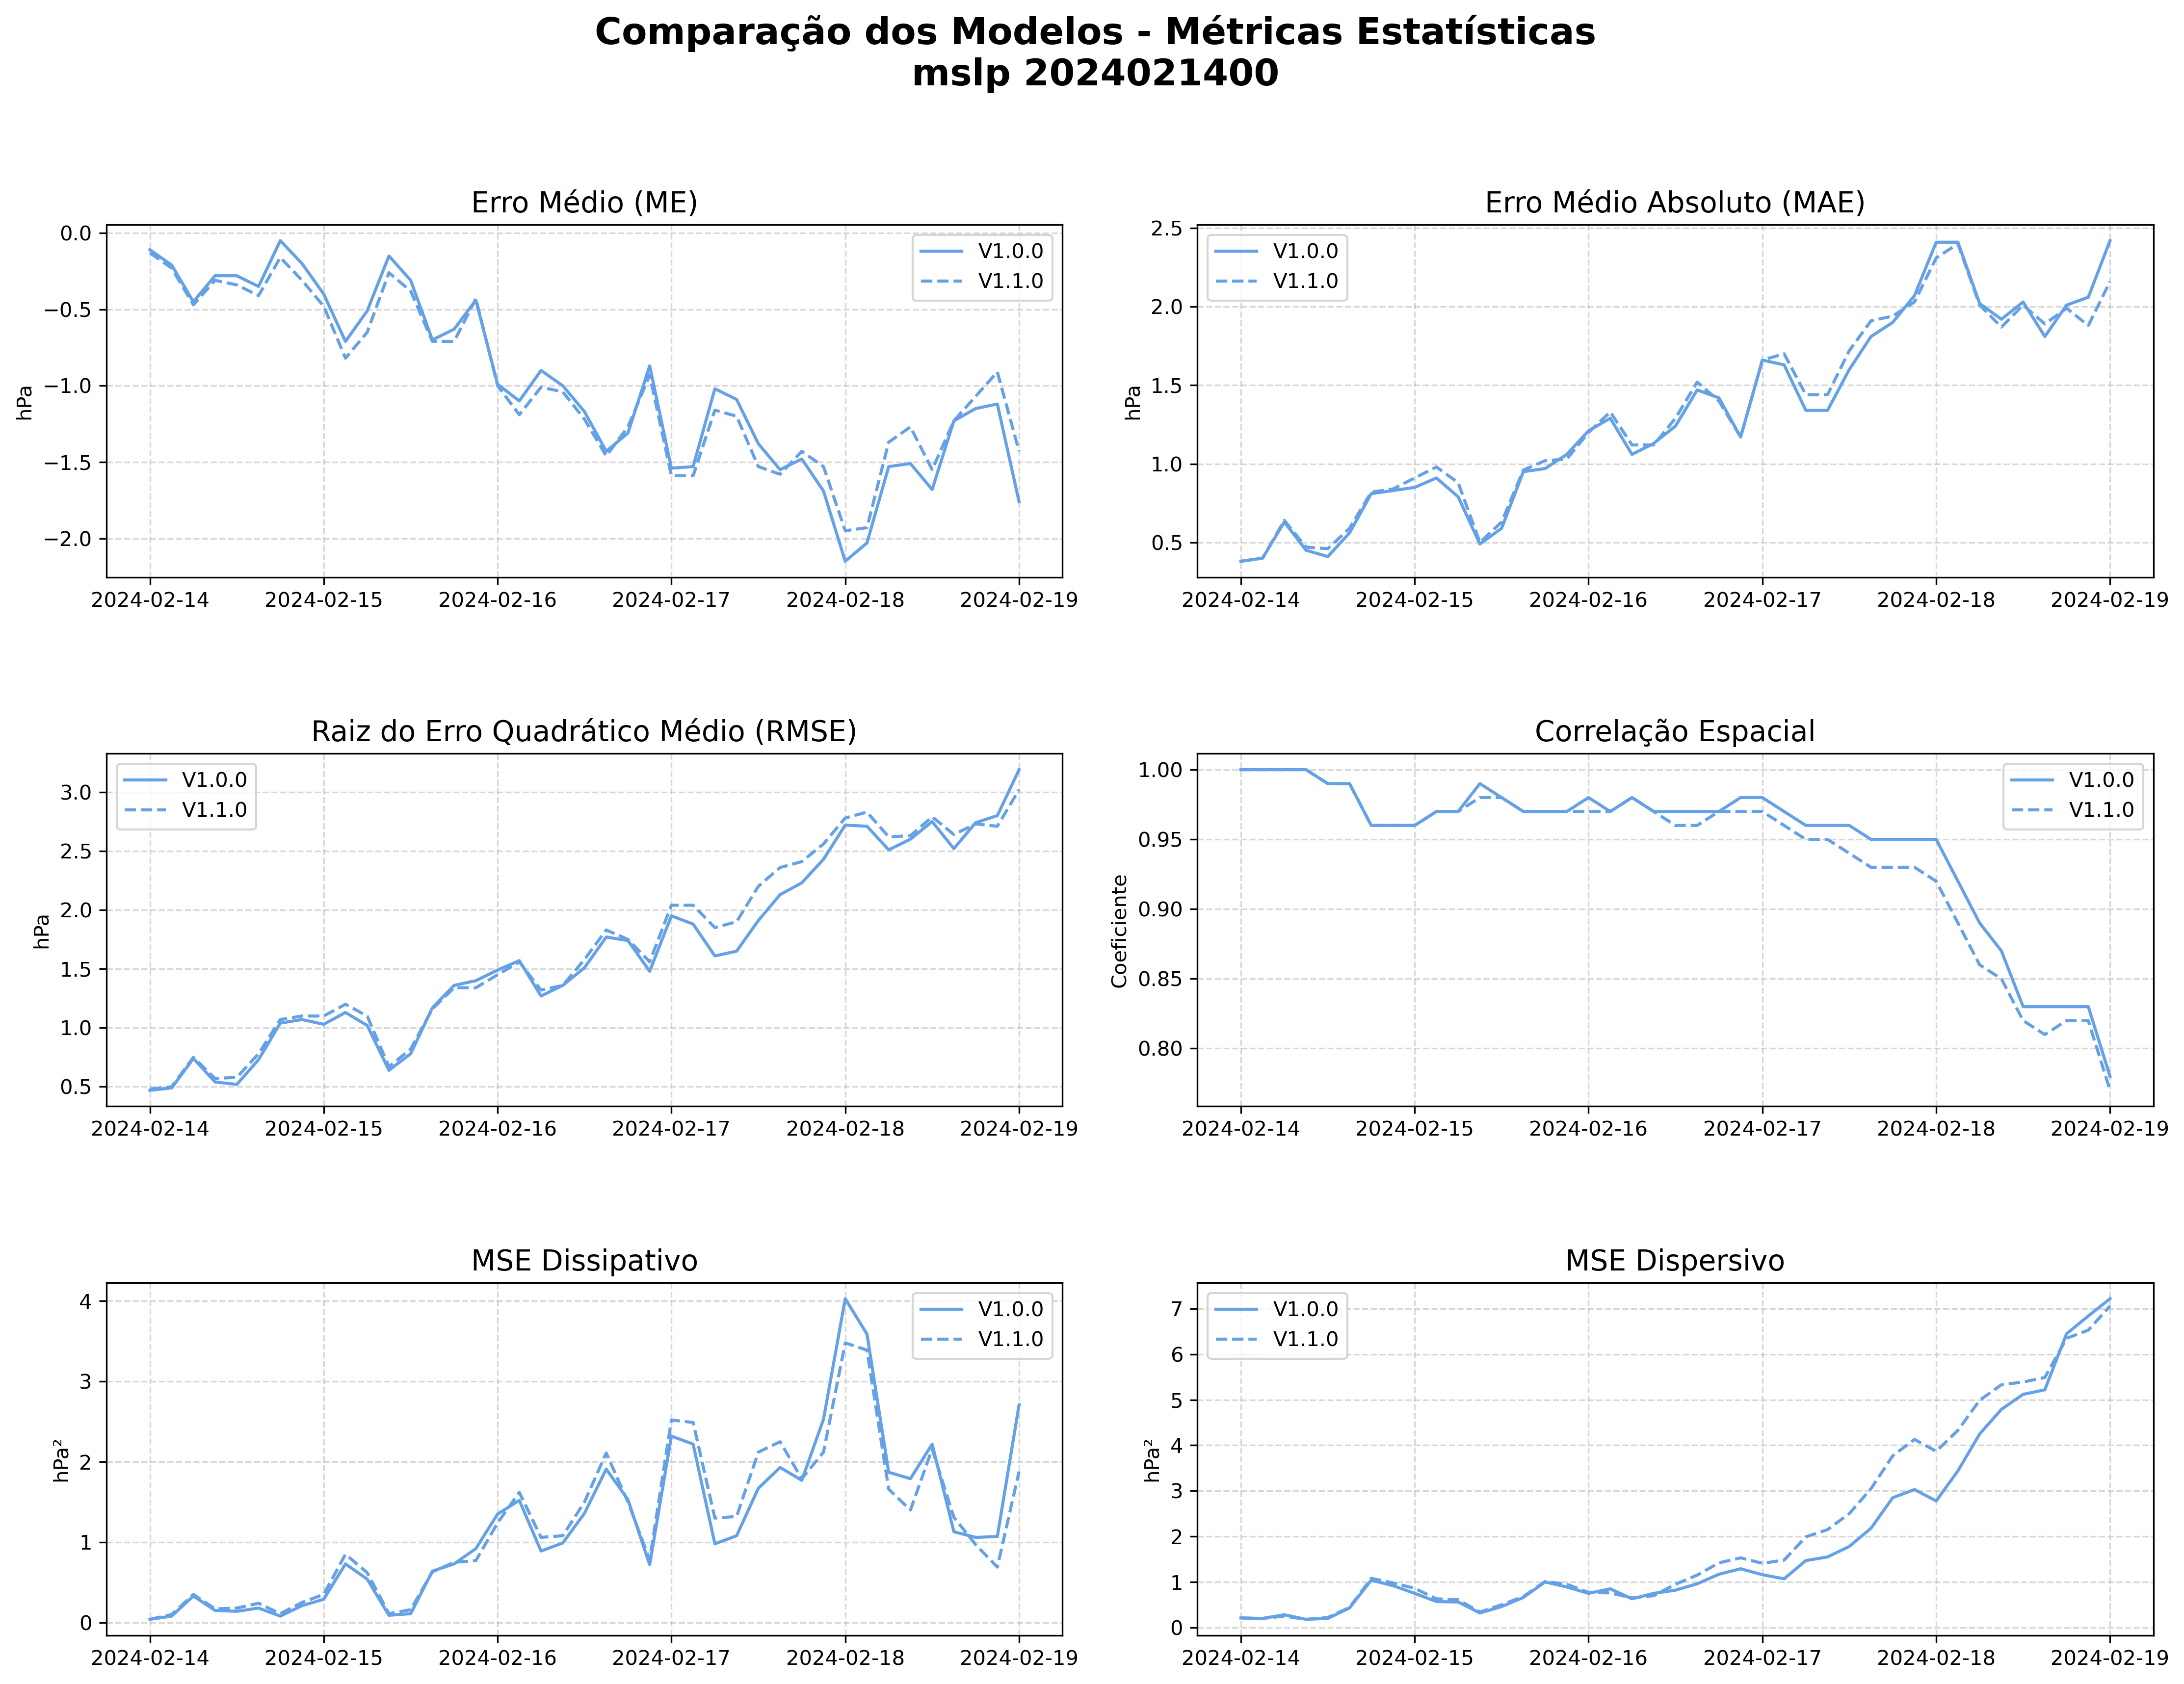 Comparação dos Modelos - Métricas Estatísticas
mslp 2024021400
Erro Médio (ME)
hPa
0.0
−0.5
−1.0
−1.5
−2.0
V1.0.0
V1.1.0
2024-02-14 2024-02-15 2024-02-16 2024-02-17 2024-02-18 2024-02-19
Erro Médio Absoluto (MAE)
hPa
2.5
2.0
1.5
1.0
0.5
V1.0.0
V1.1.0
2024-02-14 2024-02-15 2024-02-16 2024-02-17 2024-02-18 2024-02-19
Raiz do Erro Quadrático Médio (RMSE)
hPa
3.0
2.5
2.0
1.5
1.0
0.5
V1.0.0
V1.1.0
2024-02-14 2024-02-15 2024-02-16 2024-02-17 2024-02-18 2024-02-19
Correlação Espacial
Coeficiente
1.00
0.95
0.90
0.85
0.80
V1.0.0
V1.1.0
2024-02-14 2024-02-15 2024-02-16 2024-02-17 2024-02-18 2024-02-19
MSE Dissipativo
hPa²
4
3
2
1
0
V1.0.0
V1.1.0
2024-02-14 2024-02-15 2024-02-16 2024-02-17 2024-02-18 2024-02-19
MSE Dispersivo
hPa²
7
6
5
4
3
2
1
0
V1.0.0
V1.1.0
2024-02-14 2024-02-15 2024-02-16 2024-02-17 2024-02-18 2024-02-19